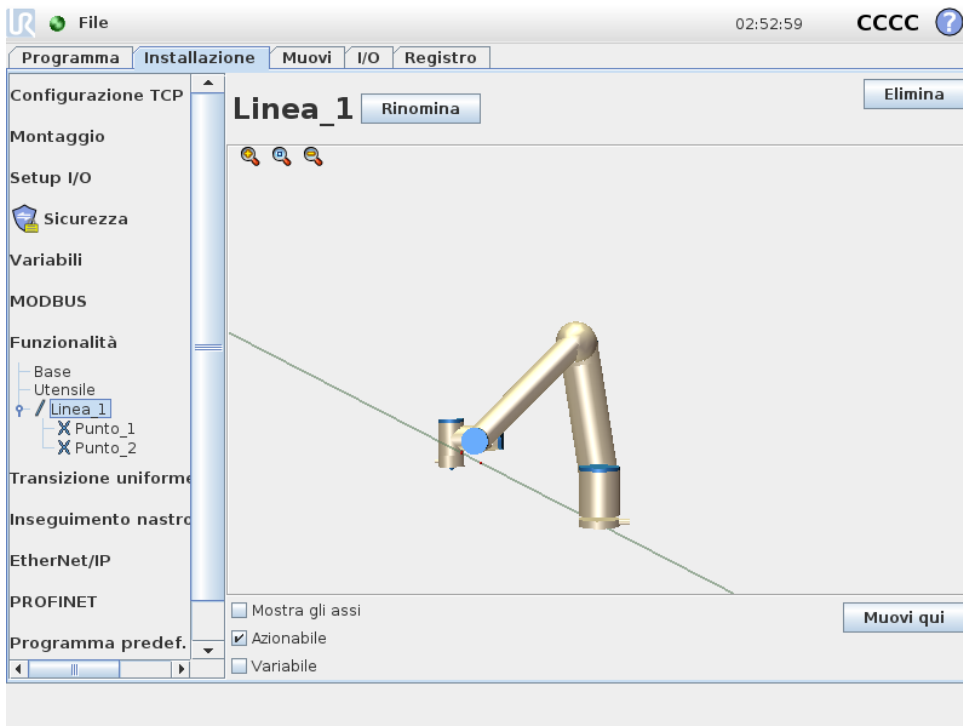 UR File 02:52:59 CCCC ?
Programma Installazione Muovi I/O Registro
Configurazione TCP
Montaggio
Setup I/O
Sicurezza
Variabili
MODBUS
Funzionalità
Base
Utensile
Linea_1
Punto_1
Punto_2
Transizione uniforme
Inseguimento nastro
EtherNet/IP
PROFINET
Programma predef.
Linea_1 Rinomina Elimina
Mostra gli assi
Azionabile
Variabile
Muovi qui